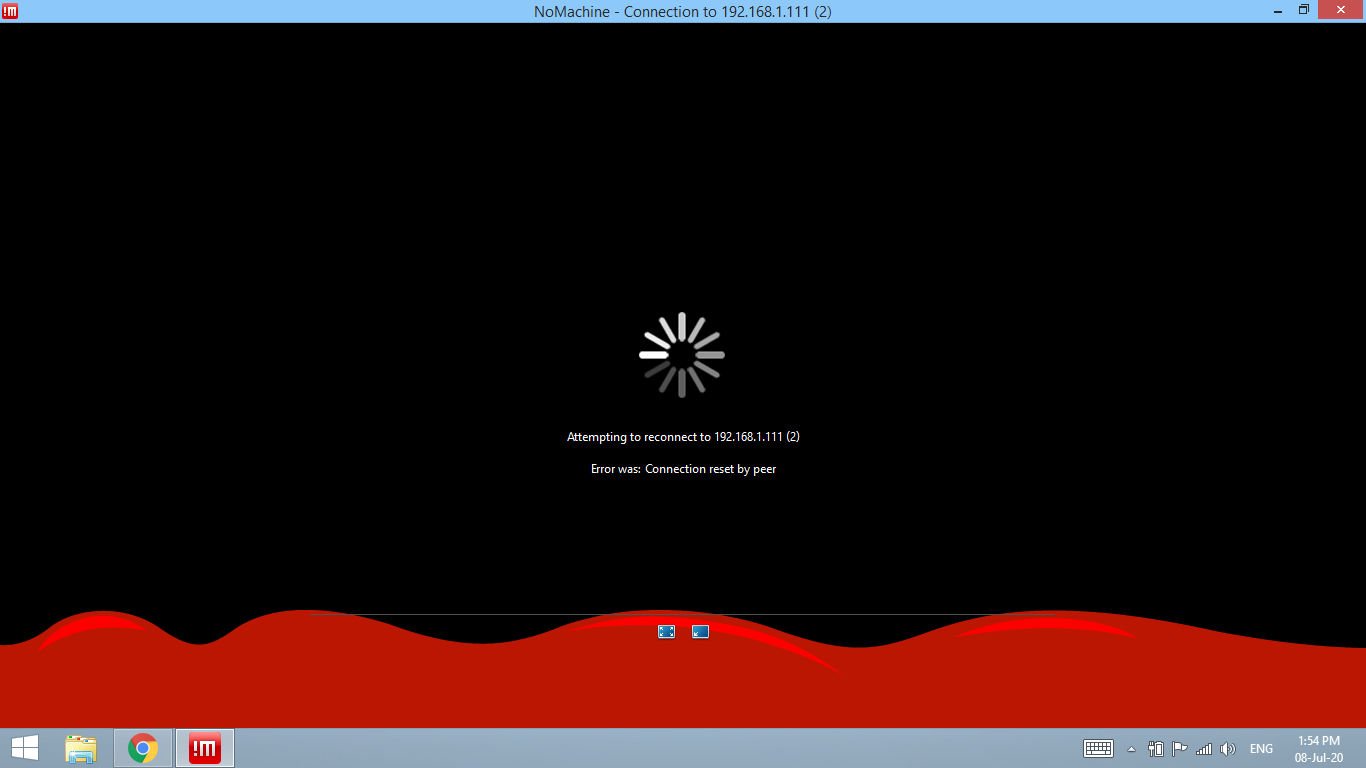 !m
NoMachine - Connection to 192.168.1.111 (2)
Attempting to reconnect to 192.168.1.111 (2)
Error was: Connection reset by peer
!m
ENG
1:54 PM
08-Jul-20